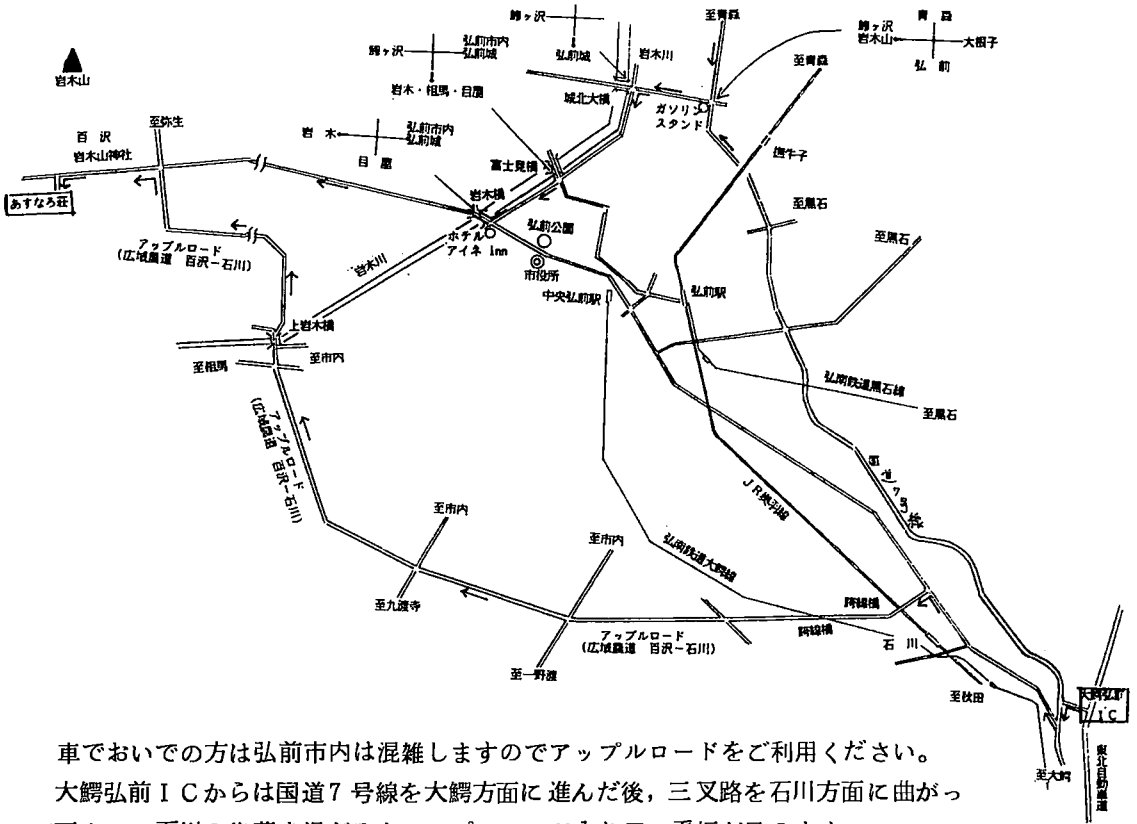 鰺ヶ沢
弘前城
岩木川
至青森
鰺ヶ沢
青森
岩木山
大根子
弘前
鰺ヶ沢
弘前市内
弘前城
岩木・相馬・目屋
岩木山
至青森
城北大橋
ガソリン
スタンド
至弥生
百沢
岩木山神社
岩木
弘前市内
弘前城
目屋
富士見橋
撫牛子
あすなろ荘
岩木橋
至黒石
ホテル
アイネ inn
弘前公園
至黒石
アップルロード
(広域農道 百沢ー石川)
岩木川
市役所
中央弘前駅
弘前駅
上岩木橋
至相馬
至市内
弘南鉄道黒石線
至黒石
アップルロード
(広域農道 百沢ー石川)
国道7号線
JR奥羽線
至市内
至市内
弘南鉄道大鰐線
至九渡寺
跨線橋
跨線橋
アップルロード
(広域農道 百沢ー石川)
石川
至一野渡
至秋田
大鰐弘前
IC
東北自動車道
至大鰐
車でおいでの方は弘前市内は混雑しますのでアップルロードをご利用ください。
大鰐弘前ＩＣからは国道7号線を大鰐方面に進んだ後，三叉路を石川方面に曲がっ